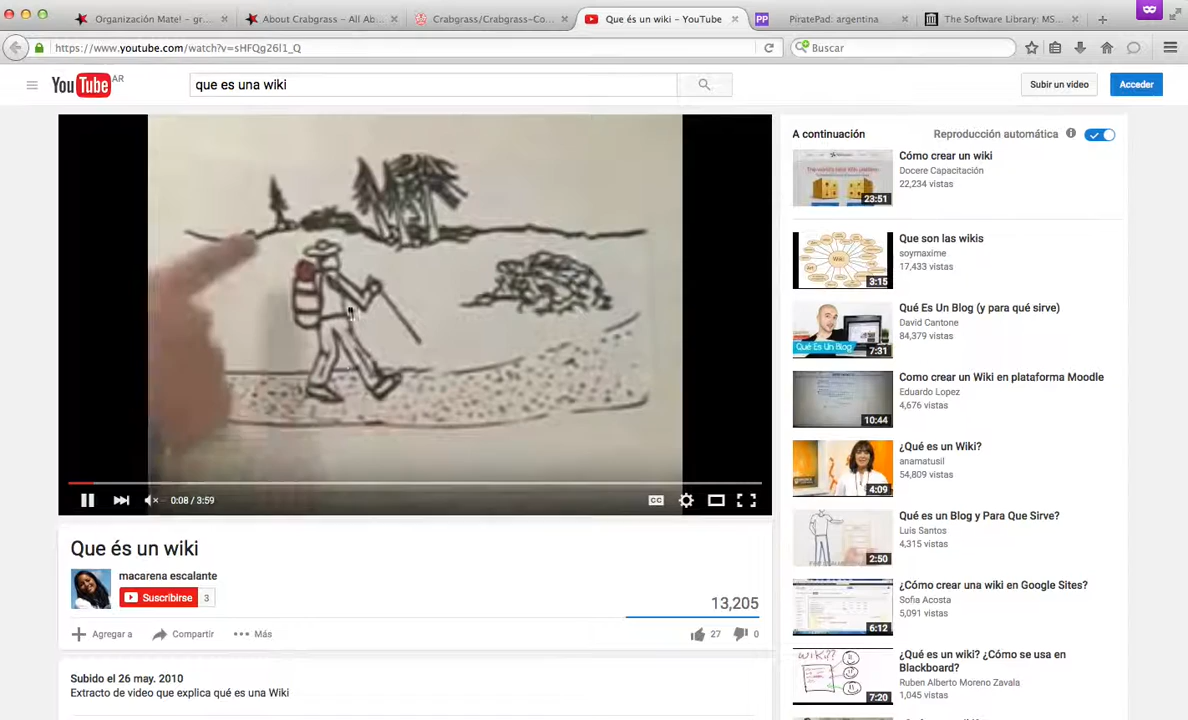 Organización Mate! – gr...
About Crabgrass – All Ab...
Crabgrass/Crabgrass-Co...
Que és un wiki – YouTube
PP
PiratePad: argentina
The Software Library: MS...
https://www.youtube.com/watch?v=sHFQg26l1_Q
Buscar
YouTube AR
que es una wiki
Subir un video
Acceder
A continuación
Reproducción automática
Cómo crear un wiki
Docere Capacitación
22,234 vistas
23:51
Que son las wikis
soymaxime
17,433 vistas
Wiki
3:15
Qué Es Un Blog (y para qué sirve)
David Cantone
84,379 vistas
Qué Es Un Blog
7:31
Como crear un Wiki en plataforma Moodle
Eduardo Lopez
4,676 vistas
10:44
¿Qué es un Wiki?
anamatusil
54,809 vistas
4:09
Qué es un Blog y Para Que Sirve?
Luis Santos
4,315 vistas
2:50
¿Cómo crear una wiki en Google Sites?
Sofia Acosta
5,091 vistas
6:12
¿Qué es un wiki? ¿Cómo se usa en
Blackboard?
Ruben Alberto Moreno Zavala
1,045 vistas
WIKI??
7:20
0:08 / 3:59
CC
Que és un wiki
macarena escalante
Suscribirse
3
13,205
Agregar a
Compartir
Más
27
0
Subido el 26 may. 2010
Extracto de video que explica qué es una Wiki